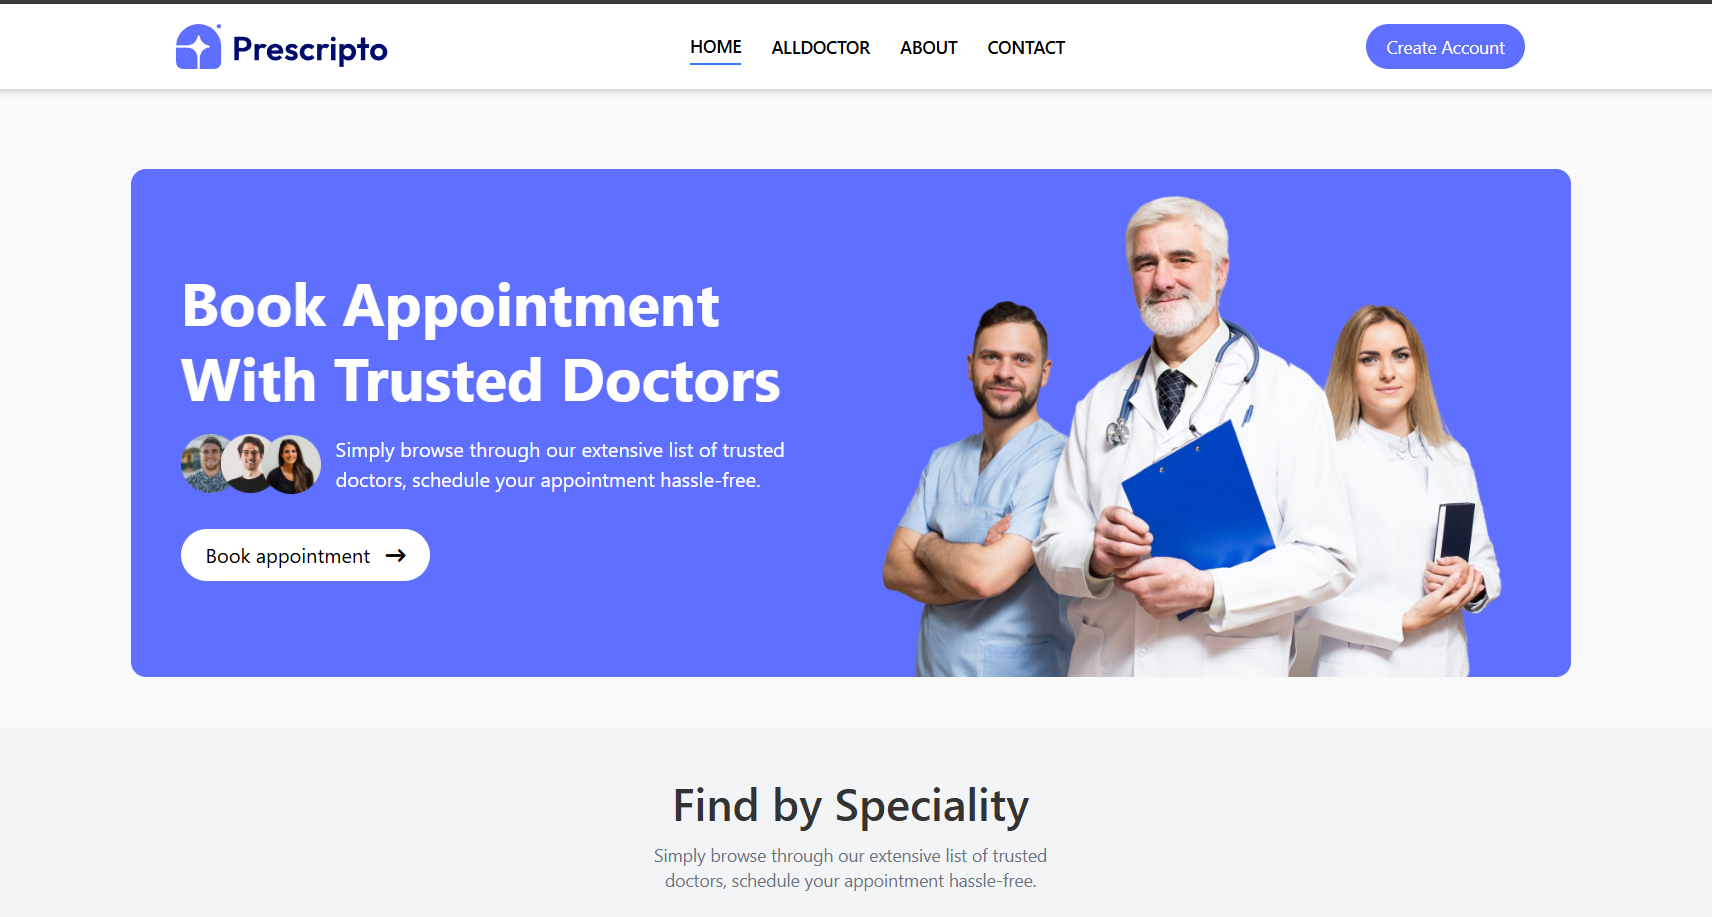 Prescripto
HOME
ALLDOCTOR
ABOUT
CONTACT
Create Account
Book Appointment
With Trusted Doctors
Simply browse through our extensive list of trusted
doctors, schedule your appointment hassle-free.
Book appointment
Find by Speciality
Simply browse through our extensive list of trusted
doctors, schedule your appointment hassle-free.